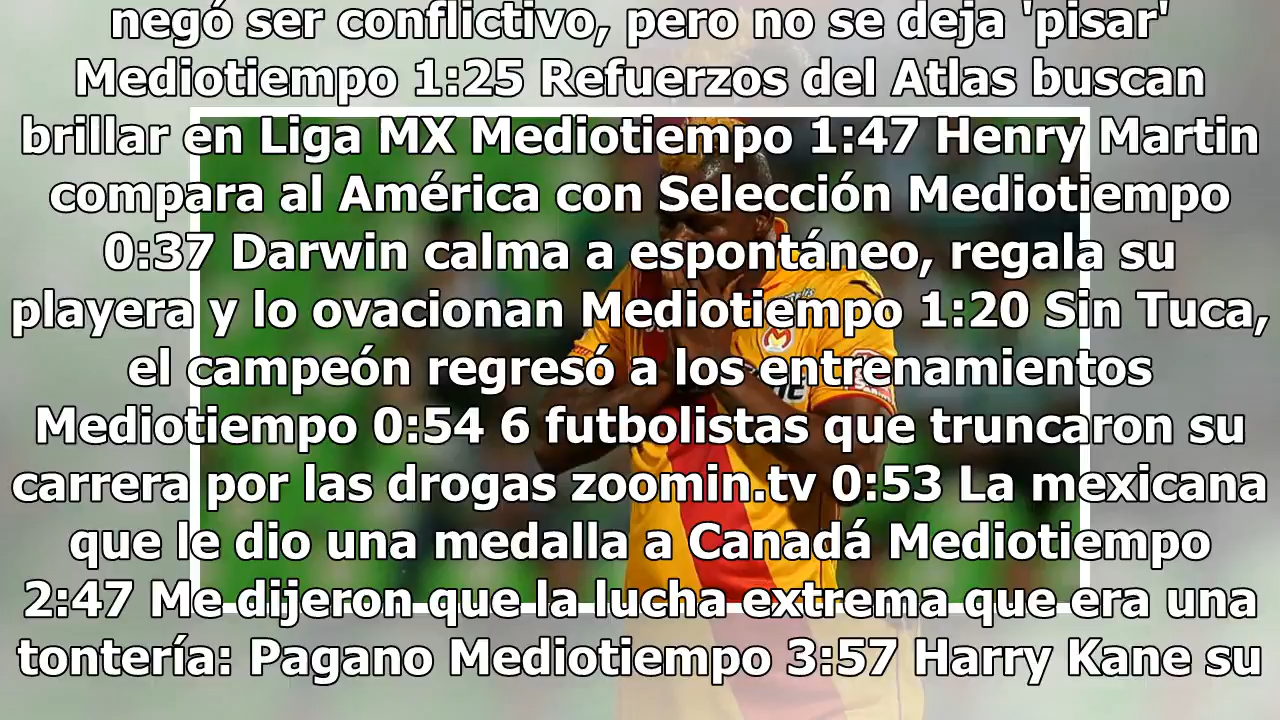 negó ser conflictivo, pero no se deja 'pisar'
Mediotiempo 1:25 Refuerzos del Atlas buscan
brillar en Liga MX Mediotiempo 1:47 Henry Martin
compara al América con Selección Mediotiempo
0:37 Darwin calma a espontáneo, regala su
playera y lo ovacionan Mediotiempo 1:20 Sin Tuca,
el campeón regresó a los entrenamientos
Mediotiempo 0:54 6 futbolistas que truncaron su
carrera por las drogas zoomin.tv 0:53 La mexicana
que le dio una medalla a Canadá Mediotiempo
2:47 Me dijeron que la lucha extrema que era una
tontería: Pagano Mediotiempo 3:57 Harry Kane su